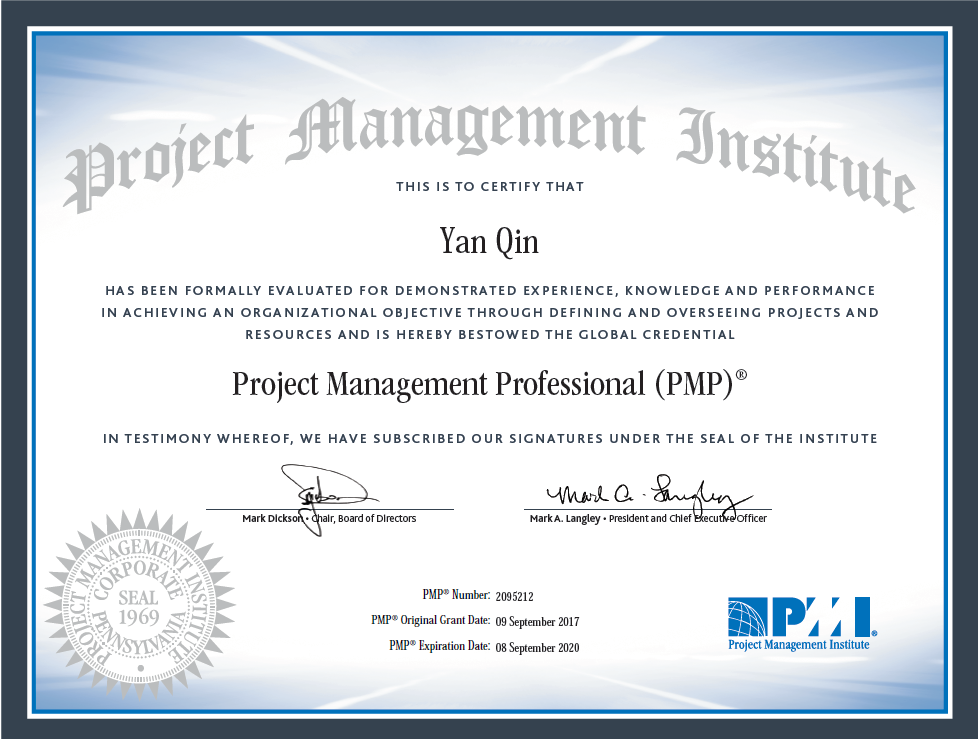 Project Management Institute
THIS IS TO CERTIFY THAT
Yan Qin
HAS BEEN FORMALLY EVALUATED FOR DEMONSTRATED EXPERIENCE, KNOWLEDGE AND PERFORMANCE
IN ACHIEVING AN ORGANIZATIONAL OBJECTIVE THROUGH DEFINING AND OVERSEEING PROJECTS AND
RESOURCES AND IS HEREBY BESTOWED THE GLOBAL CREDENTIAL
Project Management Professional (PMP)®
IN TESTIMONY WHEREOF, WE HAVE SUBSCRIBED OUR SIGNATURES UNDER THE SEAL OF THE INSTITUTE
Mark A. Langley
Mark Dickson • Chair, Board of Directors
Mark A. Langley • President and Chief Executive Officer
PROJECT MANAGEMENT INSTITUTE
CORPORATE
SEAL
1969
PENNSYLVANIA
PMP® Number: 2095212
PMP® Original Grant Date: 09 September 2017
PMP® Expiration Date: 08 September 2020
PMI®
Project Management Institute